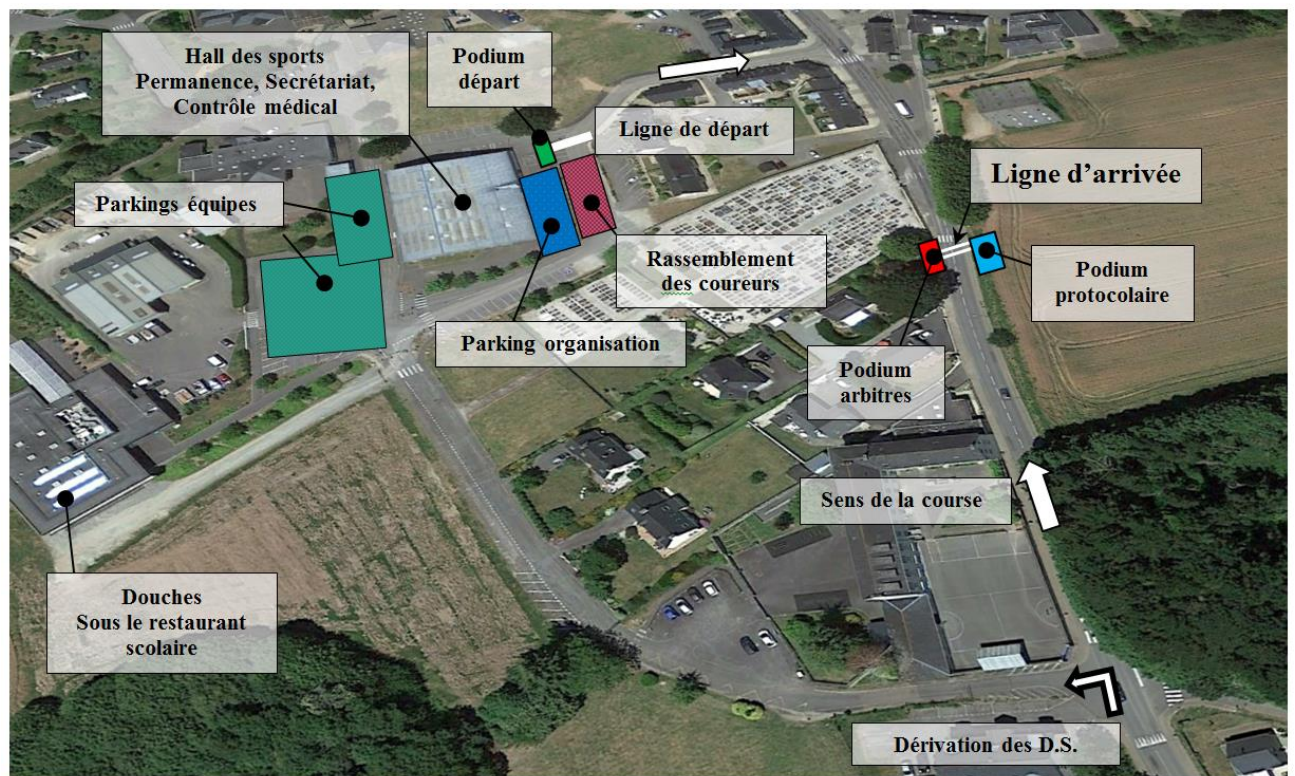 Hall des sports
Permanence, Secrétariat,
Contrôle médical
Podium
départ
Ligne de départ
Ligne d'arrivée
Parkings équipes
Rassemblement
des coureurs
Podium
protocolaire
Parking organisation
Podium
arbitres
Sens de la course
Douches
Sous le restaurant
scolaire
Dérivation des D.S.